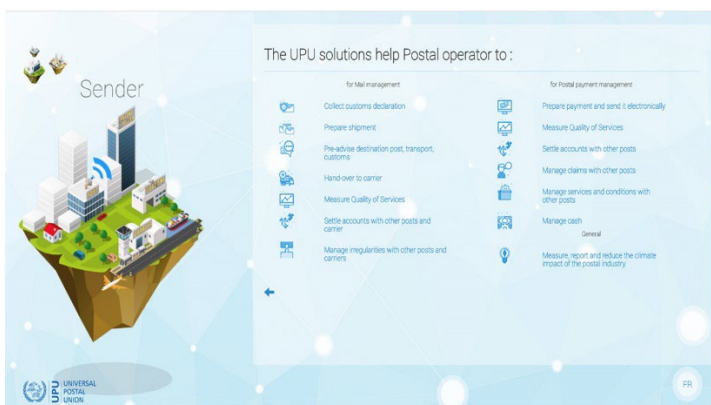 Sender
The UPU solutions help Postal operator to :
for Mail management
Collect customs declaration
Prepare shipment
Pre-advise destination post, transport,
customs
Hand-over to carrier
Measure Quality of Services
Settle accounts with other posts and
carrier
Manage irregularities with other posts and
carriers
for Postal payment management
Prepare payment and send it electronically
Measure Quality of Services
Settle accounts with other posts
Manage claims with other posts
Manage services and conditions with
other posts
Manage cash
General
Measure, report and reduce the climate
impact of the postal industry
UPU
UNIVERSAL
POSTAL
UNION
FR